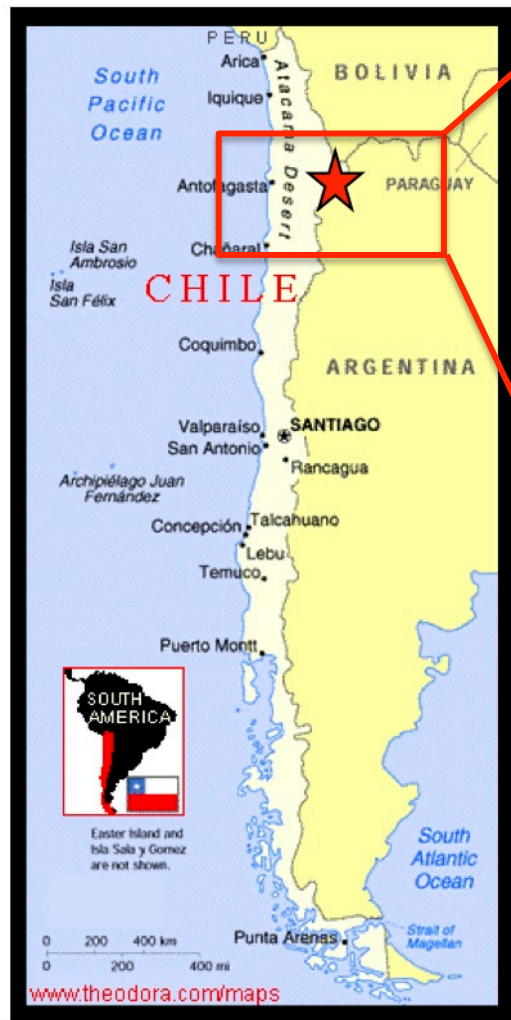 PERU
Arica
BOLIVIA
South
Pacific
Ocean
Iquique
Atacama Desert
Antofagasta
PARAGUAY
Chañaral
Isla San
Ambrosio
Isla
San Félix
CHILE
Coquimbo
ARGENTINA
Valparaíso
SANTIAGO
San Antonio
Rancagua
Archipiélago Juan
Fernández
Concepción
Talcahuano
Lebu
Temuco
Puerto Montt
SOUTH
AMERICA
Easter Island and
Isla Sala y Gomez
are not shown.
South
Atlantic
Ocean
Strait of
Magellan
Punta Arenas
0 200 400 km
0 200 400 mi
www.theodora.com/maps